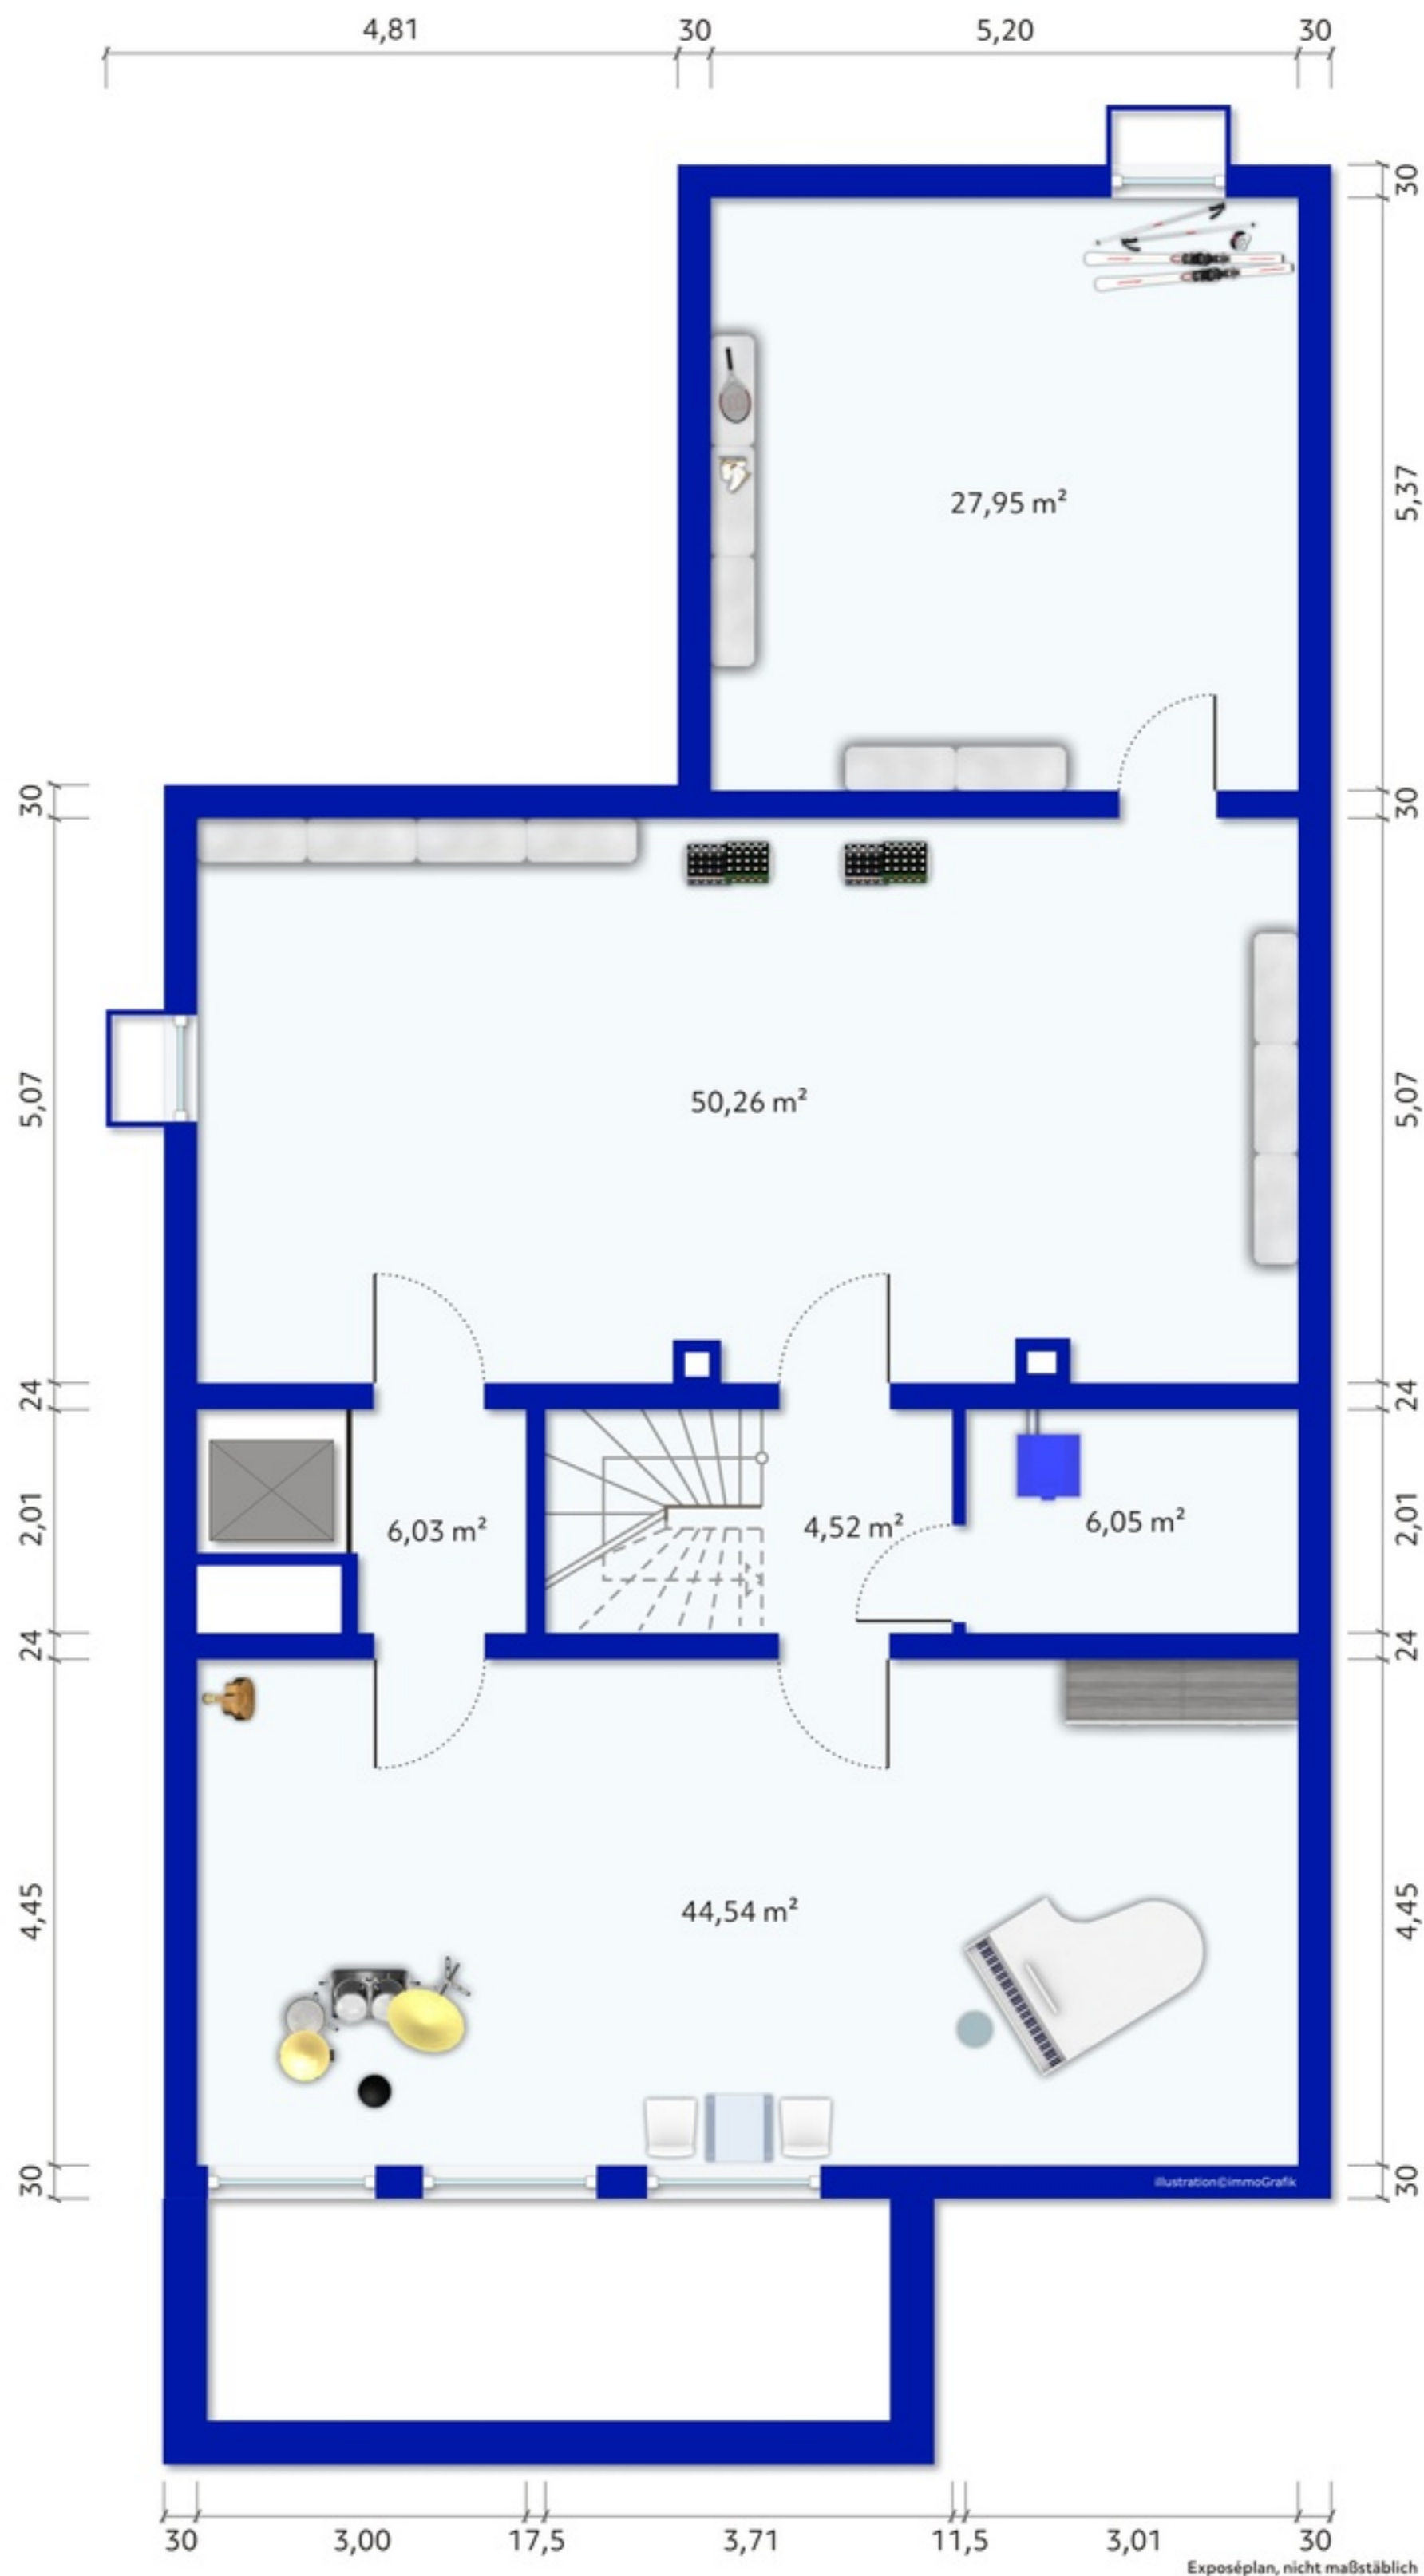 4,81 30 5,20 30
30
5,37
27,95 m²
30 30
5,07 5,07
50,26 m²
24 24
2,01 2,01
6,03 m² 4,52 m² 6,05 m²
24 24
4,45 4,45
44,54 m²
30 30
illustration©immoGrafik
30 3,00 17,5 3,71 11,5 3,01 30
Exposéplan, nicht maßstäblich